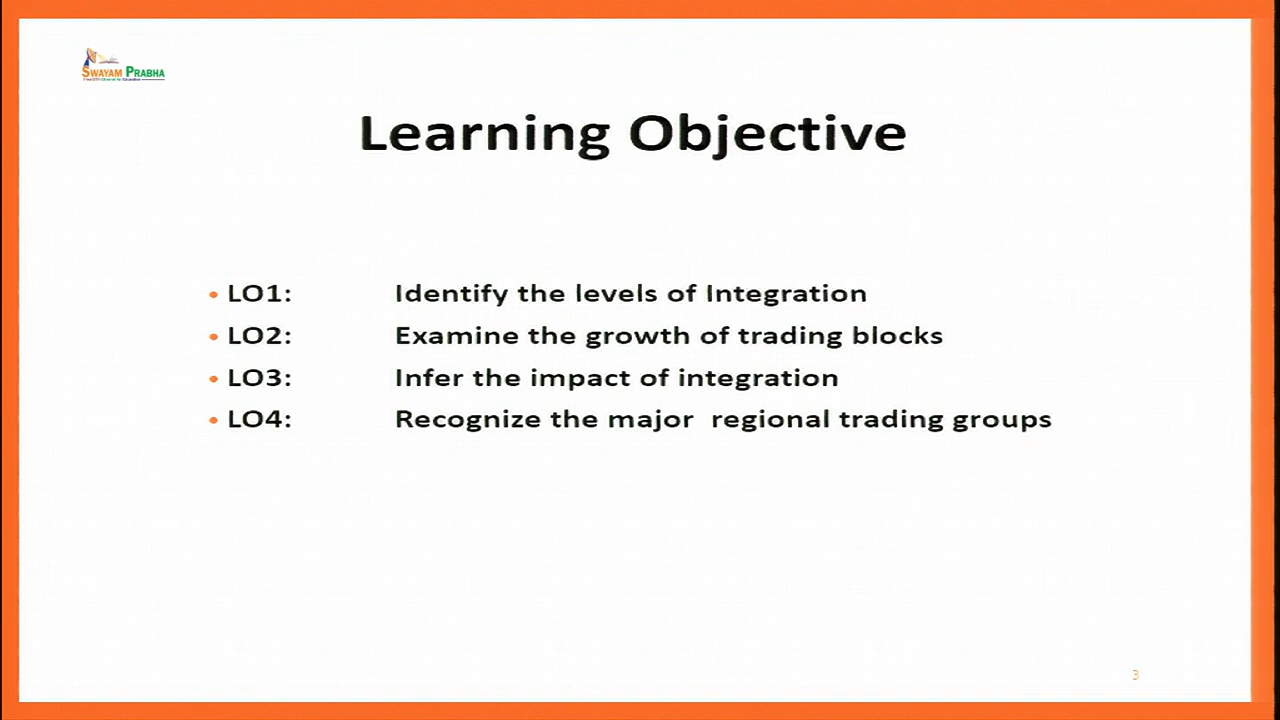 SWAYAM PRABHA
Learning Objective
• LO1: Identify the levels of Integration
• LO2: Examine the growth of trading blocks
• LO3: Infer the impact of integration
• LO4: Recognize the major regional trading groups
3